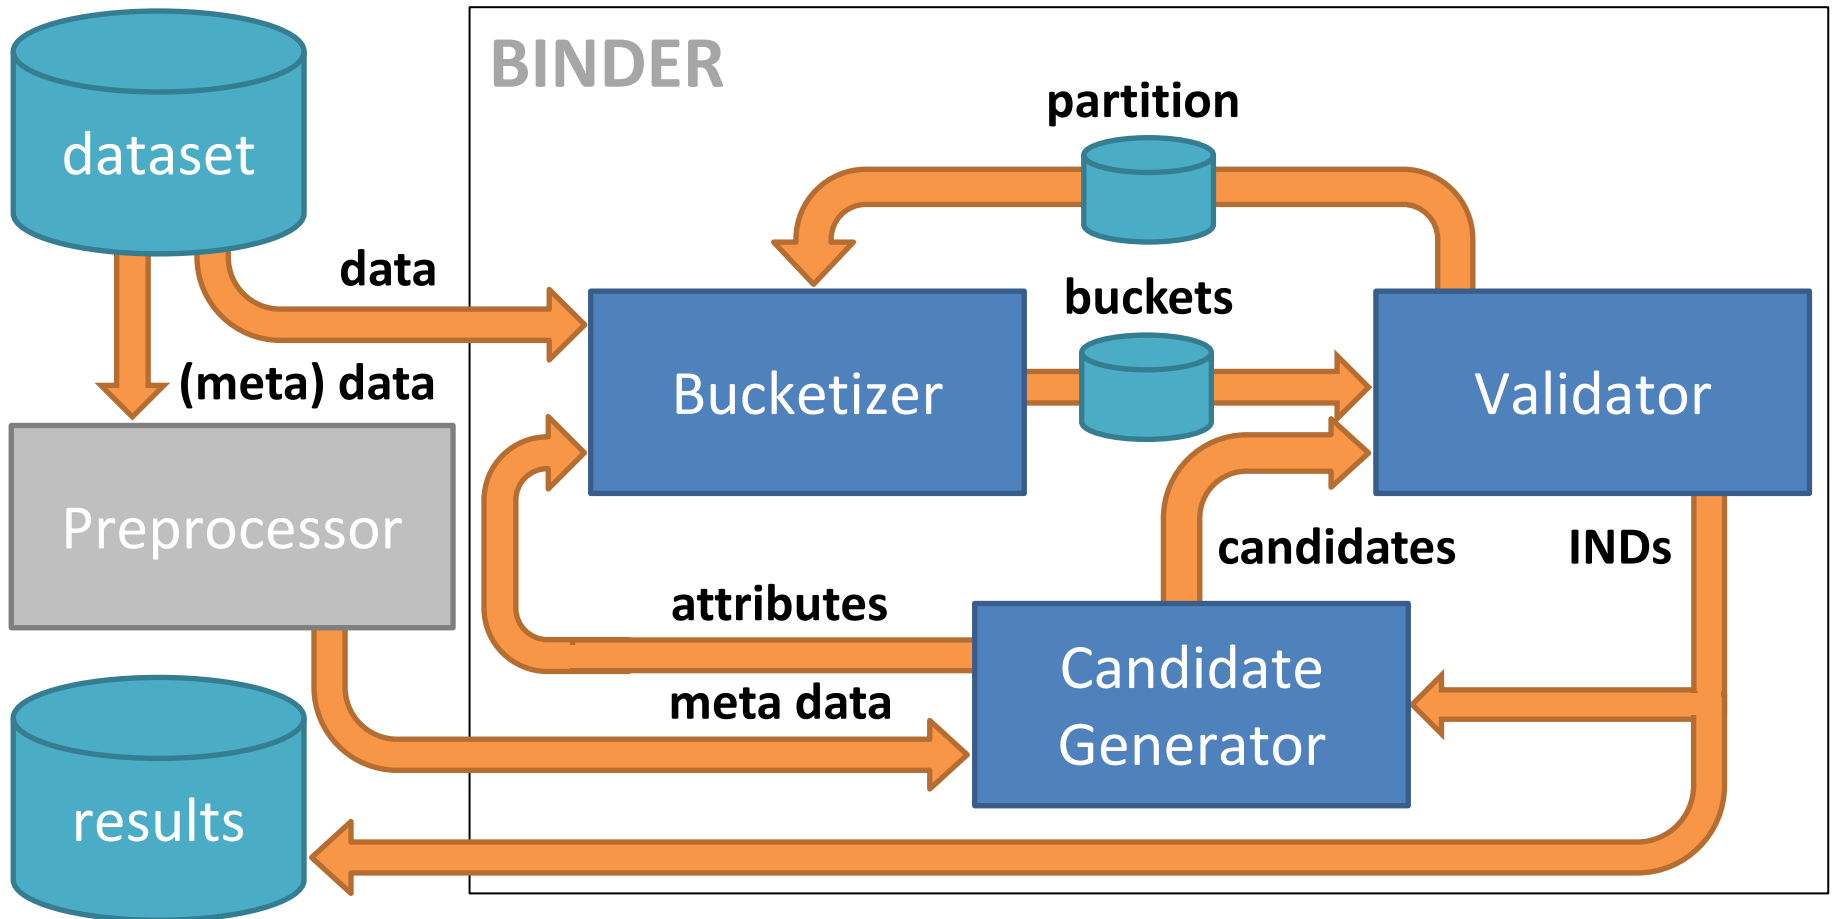 BINDER
partition
dataset
data
buckets
(meta) data
Bucketizer
Validator
Preprocessor
candidates
INDs
attributes
Candidate
Generator
meta data
results